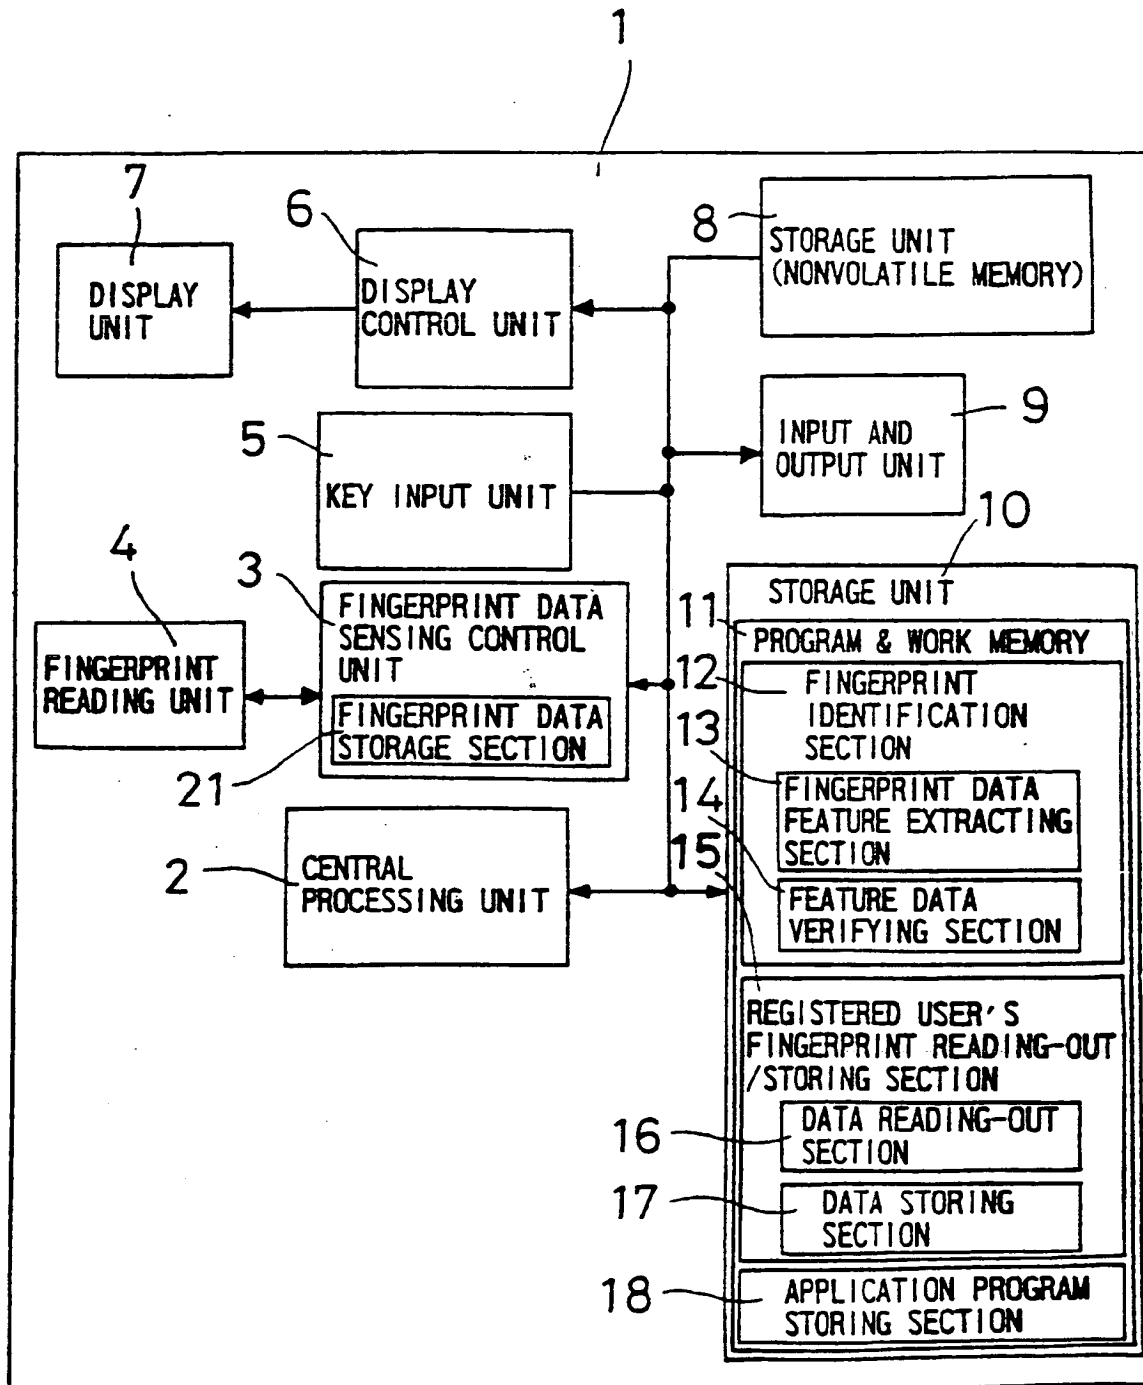 1
7
6
8
STORAGE UNIT
(NONVOLATILE MEMORY)
DISPLAY
UNIT
DISPLAY
CONTROL UNIT
5
9
INPUT AND
OUTPUT UNIT
KEY INPUT UNIT
10
4
3
STORAGE UNIT
FINGERPRINT DATA
SENSING CONTROL
UNIT
11
PROGRAM & WORK MEMORY
FINGERPRINT
READING UNIT
12
FINGERPRINT
IDENTIFICATION
SECTION
FINGERPRINT DATA
STORAGE SECTION
21
13
FINGERPRINT DATA
FEATURE EXTRACTING
SECTION
14
15
2
CENTRAL
PROCESSING UNIT
FEATURE DATA
VERIFYING SECTION
REGISTERED USER'S
FINGERPRINT READING-OUT
/STORING SECTION
16
DATA READING-OUT
SECTION
17
DATA STORING
SECTION
18
APPLICATION PROGRAM
STORING SECTION